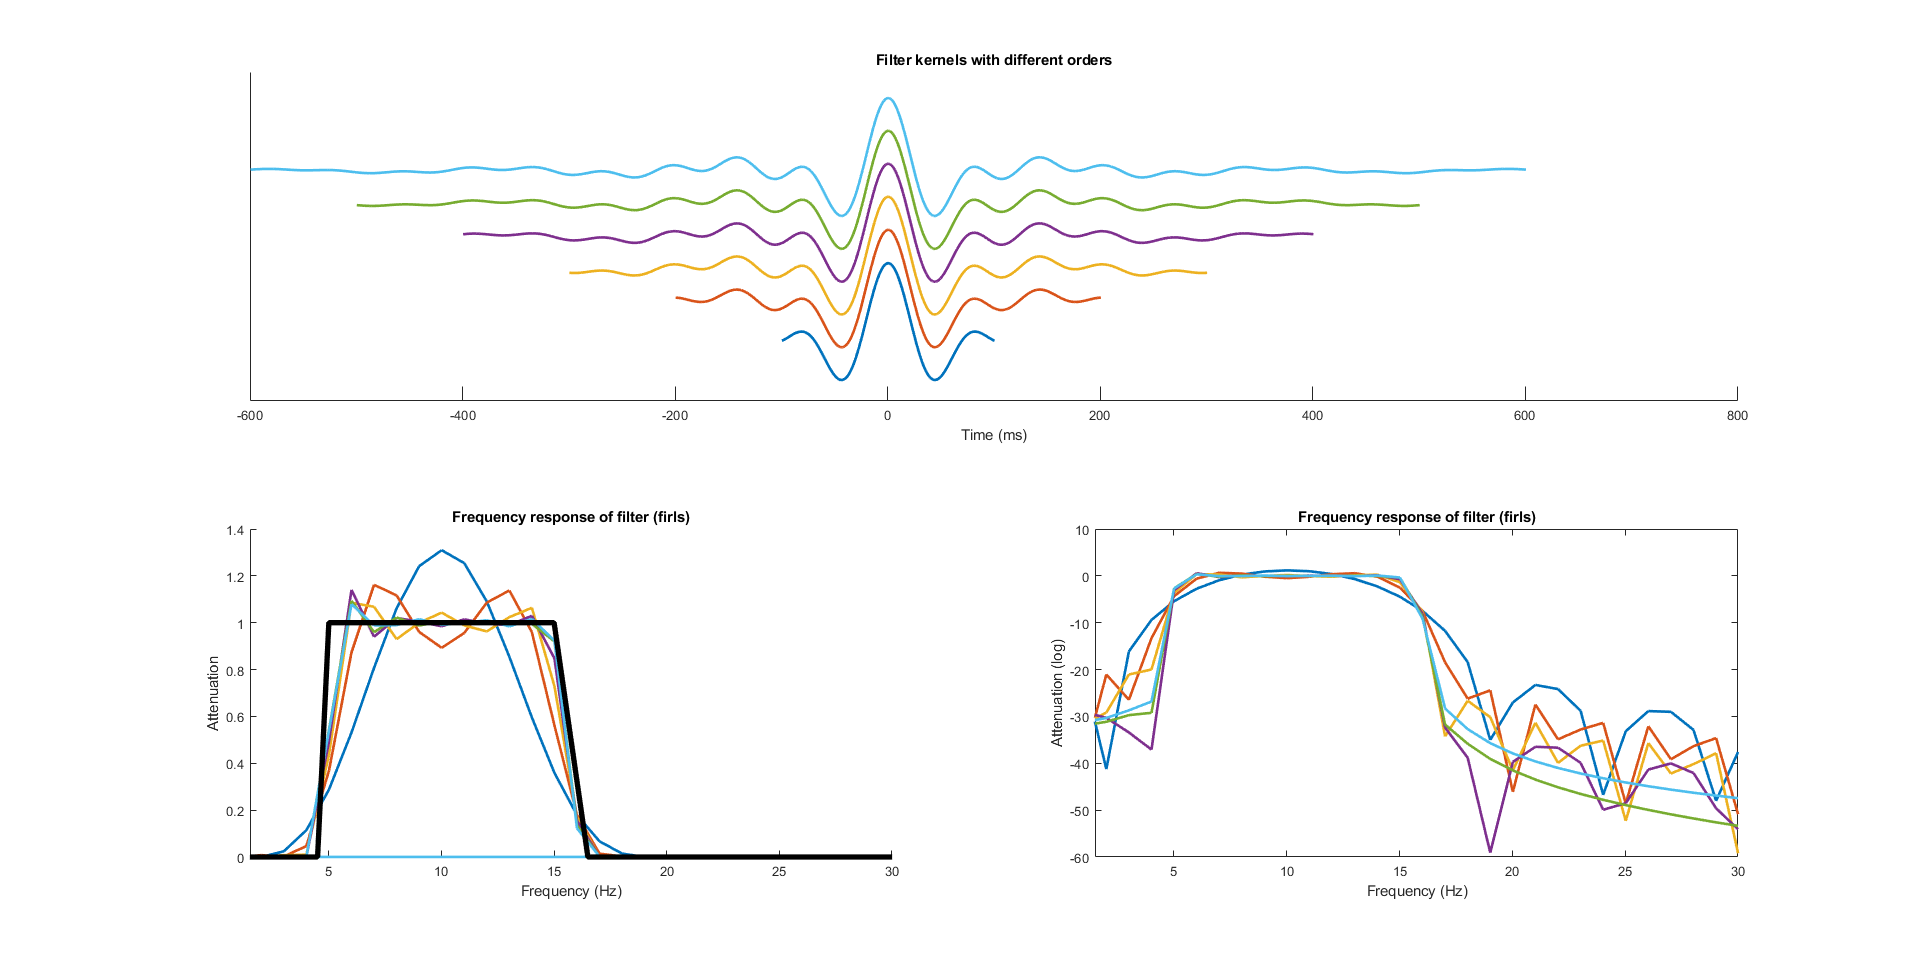 Filter kernels with different orders
-600 -400 -200 0 200 400 600 800
Time (ms)
Frequency response of filter (firls)
1.4
1.2
1
0.8
0.6
0.4
0.2
0
Attenuation
5 10 15 20 25 30
Frequency (Hz)
Frequency response of filter (firls)
10
0
-10
-20
-30
-40
-50
-60
Attenuation (log)
5 10 15 20 25 30
Frequency (Hz)